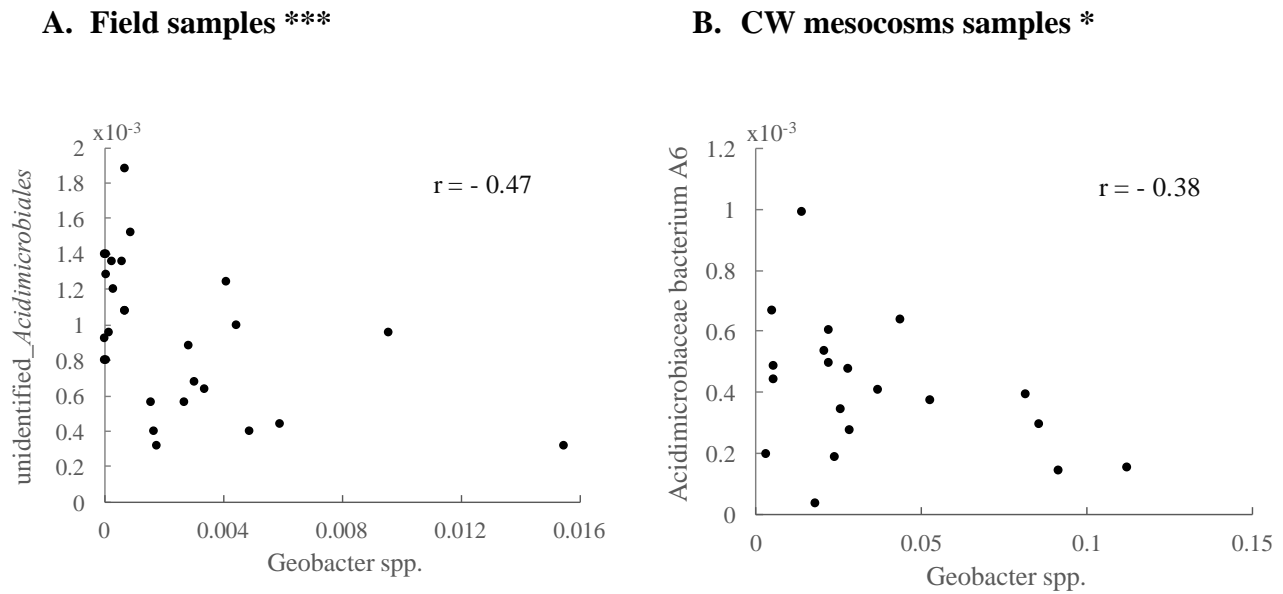 A. Field samples ***
x10-3
2
1.8
1.6
1.4
1.2
1
0.8
0.6
0.4
0.2
0
unidentified_Acidimicrobiales
r = - 0.47
0 0.004 0.008 0.012 0.016
Geobacter spp.
B. CW mesocosms samples *
x10-3
1.2
1
0.8
0.6
0.4
0.2
0
Acidimicrobiaceae bacterium A6
r = - 0.38
0 0.05 0.1 0.15
Geobacter spp.